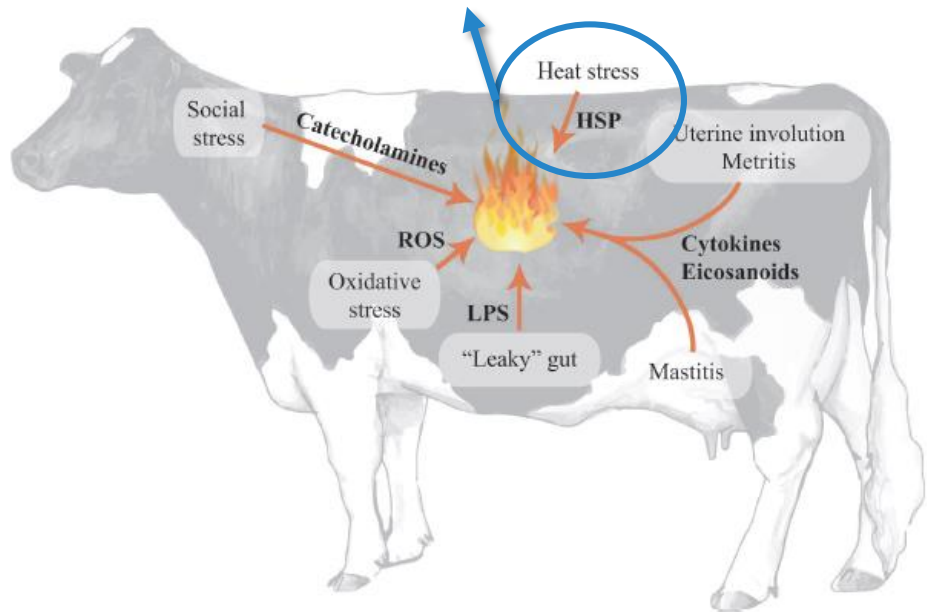 Heat stress
HSP
Social
stress
Catecholamines
Uterine involution
Metritis
ROS
Cytokines
Eicosanoids
Oxidative
stress
LPS
“Leaky” gut
Mastitis